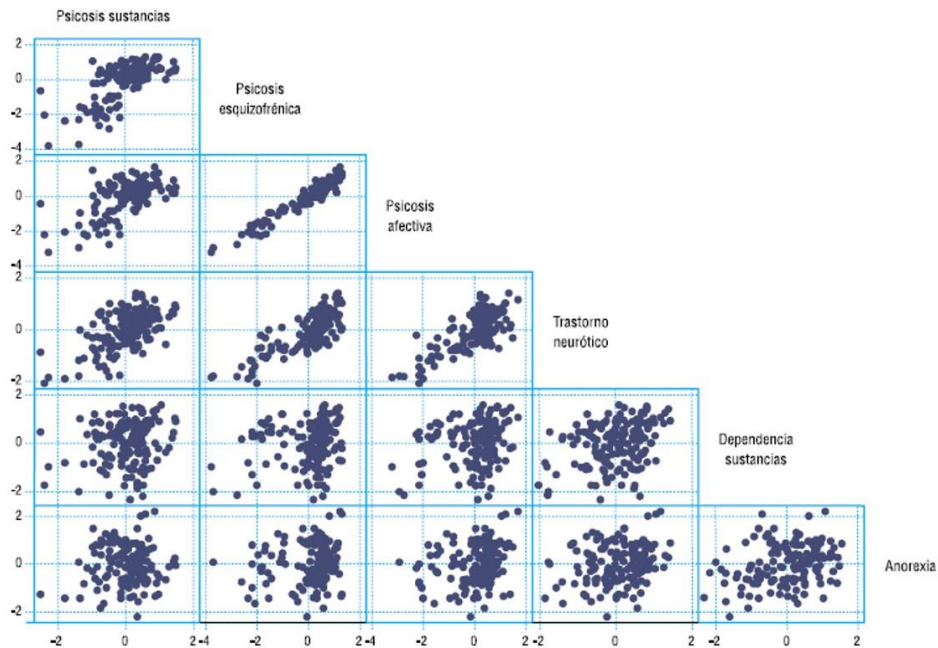 Psicosis sustancias
2
0
-2
-4
Psicosis
esquizofrénica
2
0
-2
-4
Psicosis
afectiva
2
0
-2
Trastorno
neurótico
2
0
-2
Dependencia
sustancias
2
0
-2
Anorexia
-2 0 2 -4 -2 0 2 -4 -2 0 2 -2 0 2 -2 0 2